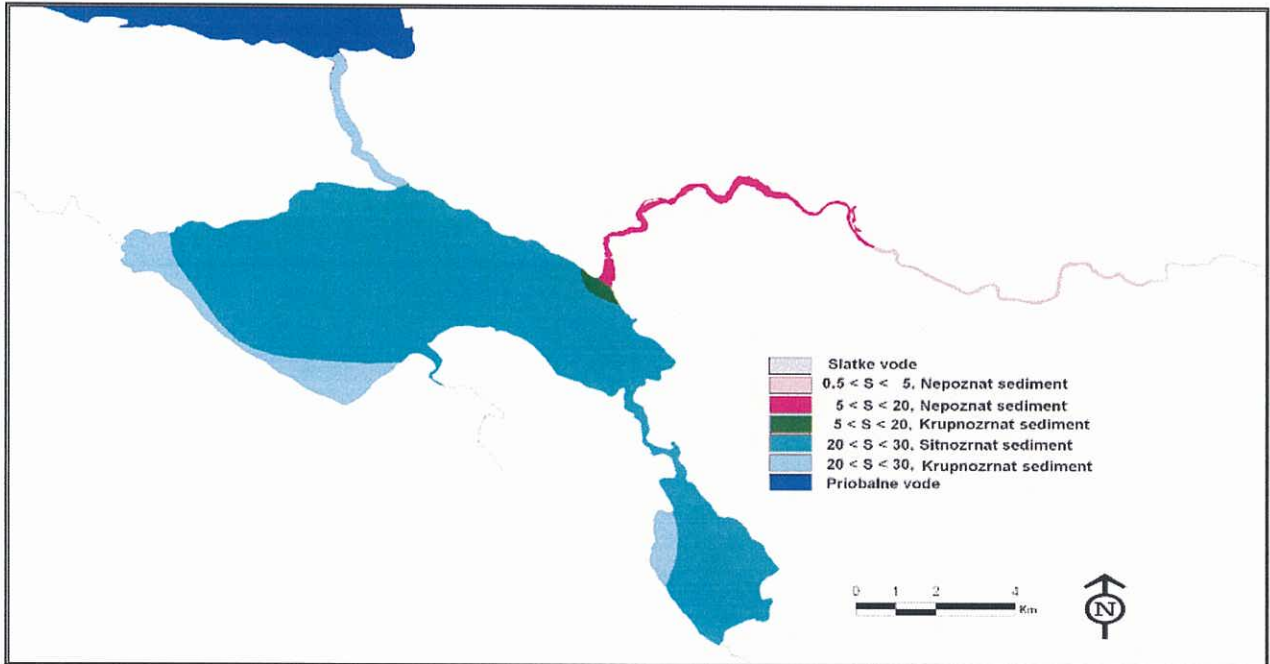 Slatke vode
0.5 < S < 5, Nepoznat sediment
5 < S < 20, Nepoznat sediment
5 < S < 20, Krupnozrnat sediment
20 < S < 30, Sitnozrnat sediment
20 < S < 30, Krupnozrnat sediment
Priobalne vode
0 1 2 4
Km
N